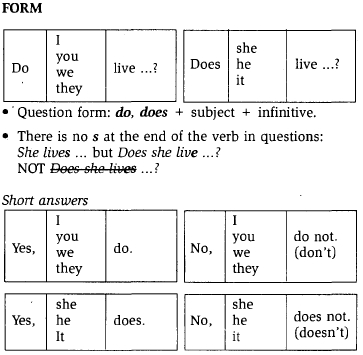 FORM
I
you
Do we live ...?
they
she
Does he live ...?
it
• Question form: do, does + subject + infinitive.
• There is no s at the end of the verb in questions:
She lives ... but Does she live ...?
NOT Does she lives ...?
Short answers
I
you
Yes, we do.
they
I
you do not.
No, we (don't)
they
she
Yes, he does.
It
she does not.
No, he (doesn't)
it